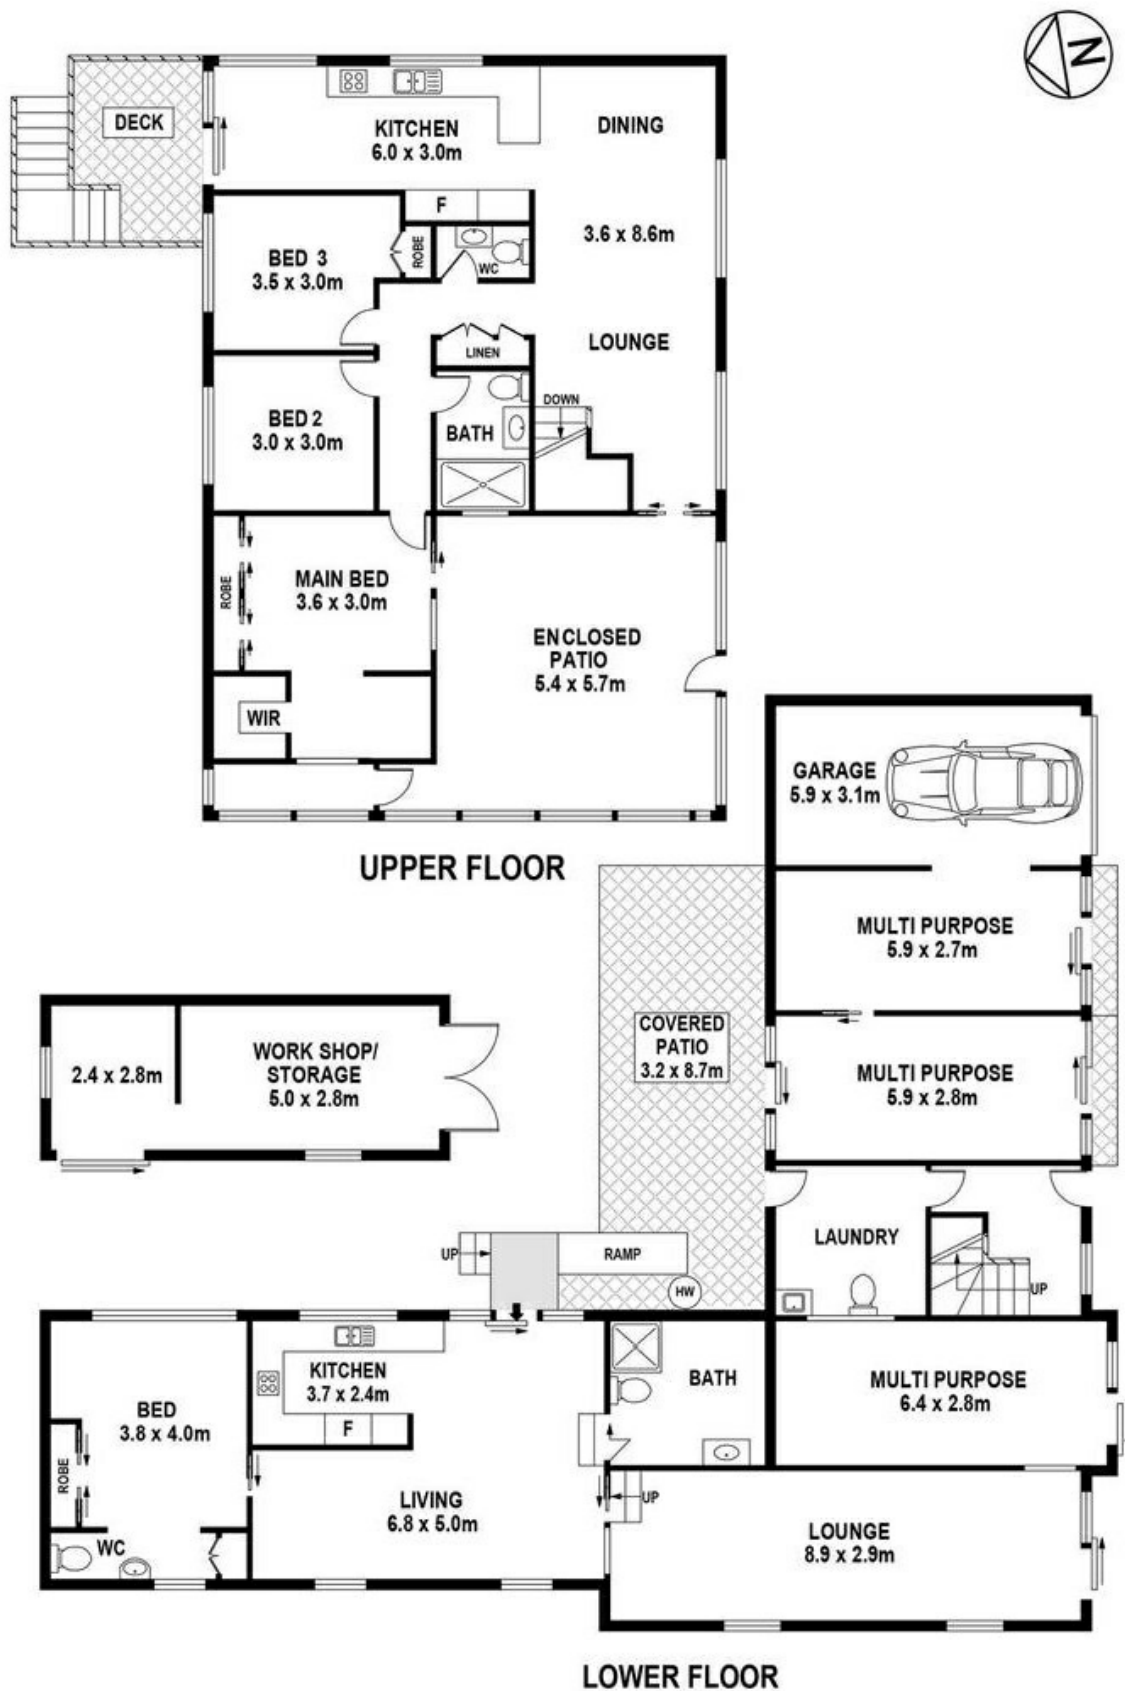 N
DECK
KITCHEN
6.0 x 3.0m
DINING
F
3.6 x 8.6m
BED 3
3.5 x 3.0m
ROBE
WC
LOUNGE
LINEN
BED 2
3.0 x 3.0m
DOWN
BATH
ROBE
MAIN BED
3.6 x 3.0m
ENCLOSED
PATIO
5.4 x 5.7m
WIR
UPPER FLOOR
GARAGE
5.9 x 3.1m
MULTI PURPOSE
5.9 x 2.7m
COVERED
PATIO
3.2 x 8.7m
MULTI PURPOSE
5.9 x 2.8m
2.4 x 2.8m
WORK SHOP/
STORAGE
5.0 x 2.8m
LAUNDRY
UP
UP
RAMP
HW
KITCHEN
3.7 x 2.4m
F
BATH
MULTI PURPOSE
6.4 x 2.8m
BED
3.8 x 4.0m
ROBE
LIVING
6.8 x 5.0m
UP
LOUNGE
8.9 x 2.9m
WC
LOWER FLOOR